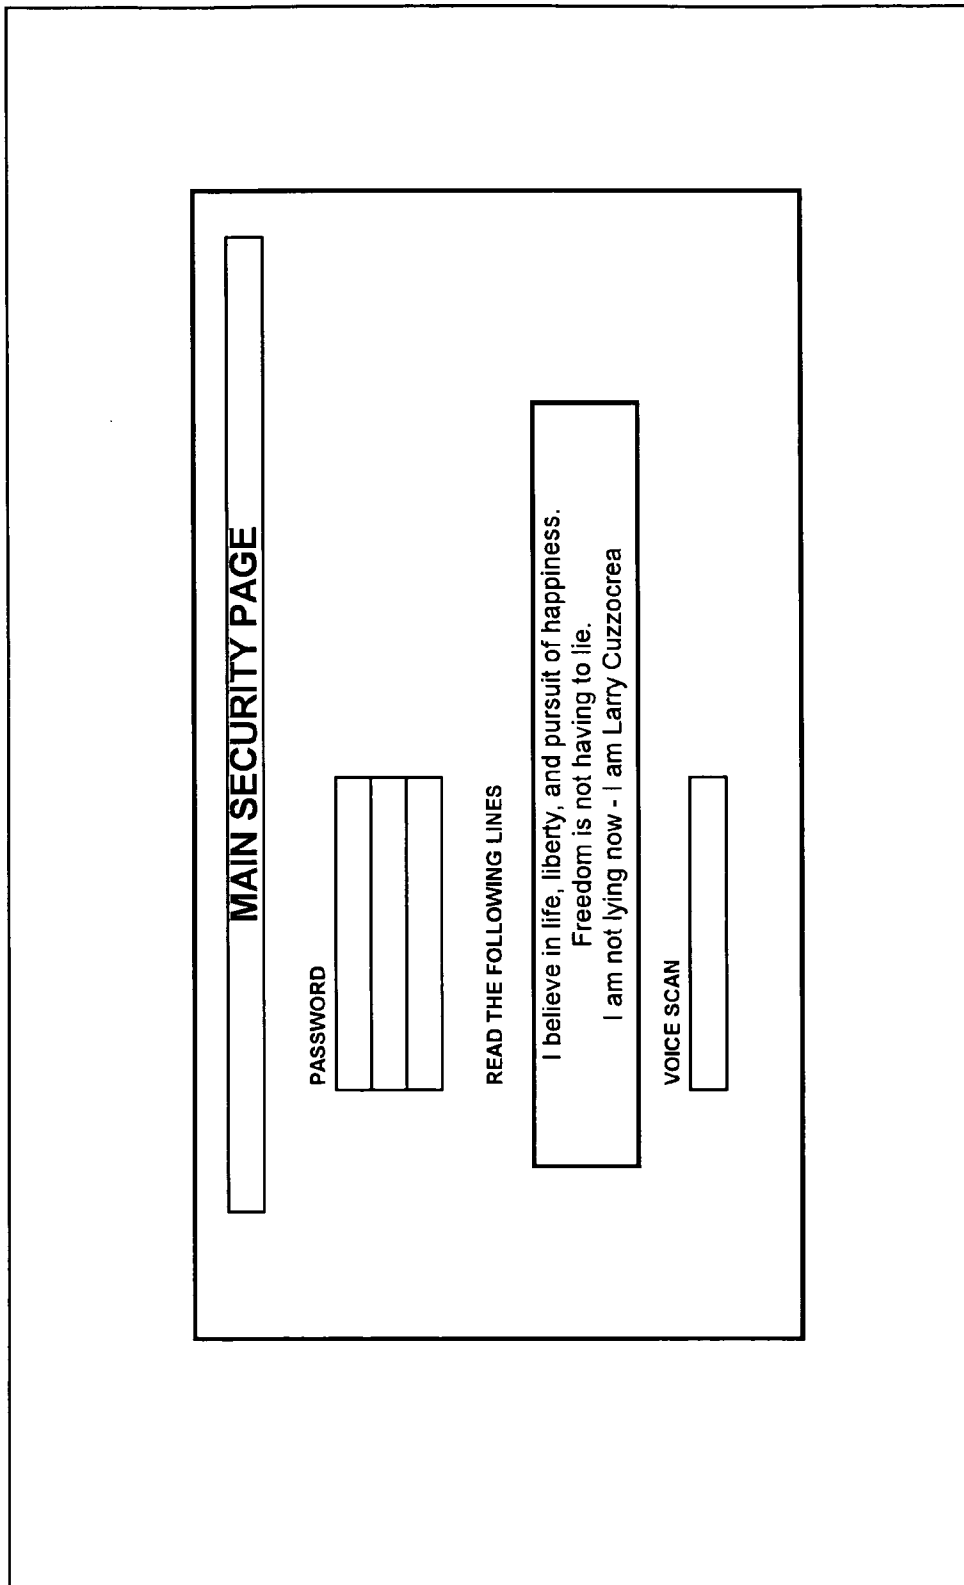 MAIN SECURITY PAGE
PASSWORD
READ THE FOLLOWING LINES
I believe in life, liberty, and pursuit of happiness.
Freedom is not having to lie.
I am not lying now - I am Larry Cuzzocrea
VOICE SCAN